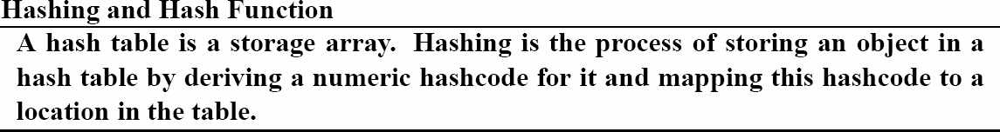 Hashing and Hash Function
A hash table is a storage array. Hashing is the process of storing an object in a
hash table by deriving a numeric hashcode for it and mapping this hashcode to a
location in the table.